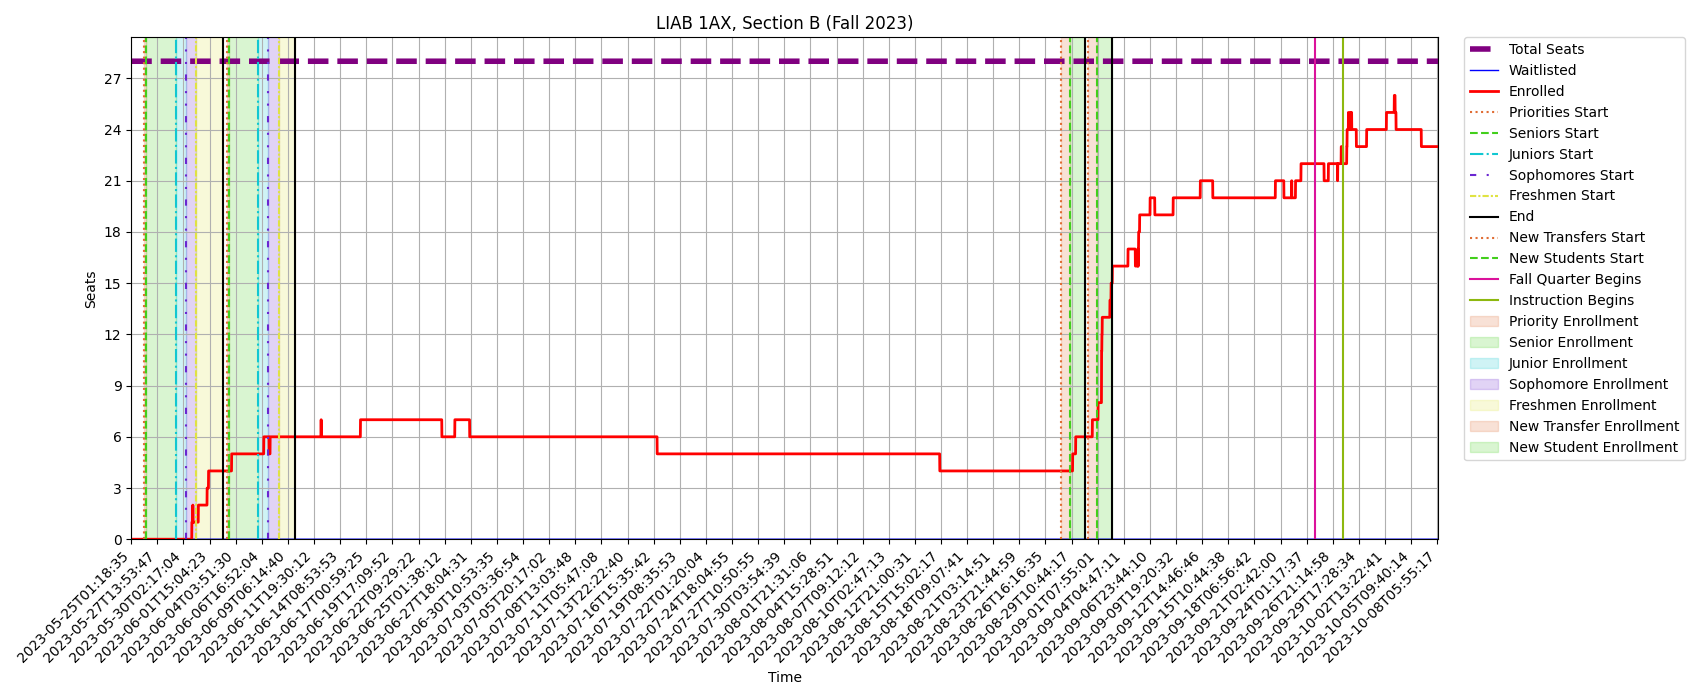 LIAB 1AX, Section B (Fall 2023)
Seats
27
24
21
18
15
12
9
6
3
0
2023-05-25T01:18:35
2023-05-27T13:53:47
2023-05-30T02:17:04
2023-06-01T15:04:23
2023-06-04T03:51:30
2023-06-06T16:52:04
2023-06-09T06:14:40
2023-06-11T19:30:12
2023-06-14T08:53:53
2023-06-17T00:59:25
2023-06-19T17:09:52
2023-06-22T09:29:22
2023-06-25T01:38:12
2023-06-27T18:04:31
2023-06-30T10:53:35
2023-07-03T03:36:54
2023-07-05T20:17:02
2023-07-08T13:03:48
2023-07-11T05:47:08
2023-07-13T22:22:40
2023-07-16T15:35:42
2023-07-19T08:35:53
2023-07-22T01:20:04
2023-07-24T18:04:55
2023-07-27T10:50:55
2023-07-30T03:54:39
2023-08-01T21:31:06
2023-08-04T15:28:51
2023-08-07T09:12:12
2023-08-10T02:47:13
2023-08-12T21:00:31
2023-08-15T15:02:17
2023-08-18T09:07:41
2023-08-21T03:14:51
2023-08-23T21:44:59
2023-08-26T16:16:35
2023-08-29T10:44:17
2023-09-01T07:55:01
2023-09-04T04:47:11
2023-09-06T23:44:10
2023-09-09T19:20:32
2023-09-12T14:46:46
2023-09-15T10:44:38
2023-09-18T06:56:42
2023-09-21T02:42:00
2023-09-24T01:17:37
2023-09-26T21:14:58
2023-09-29T17:28:34
2023-10-02T13:22:41
2023-10-05T09:40:14
2023-10-08T05:55:17
Time
Total Seats
Waitlisted
Enrolled
Priorities Start
Seniors Start
Juniors Start
Sophomores Start
Freshmen Start
End
New Transfers Start
New Students Start
Fall Quarter Begins
Instruction Begins
Priority Enrollment
Senior Enrollment
Junior Enrollment
Sophomore Enrollment
Freshmen Enrollment
New Transfer Enrollment
New Student Enrollment